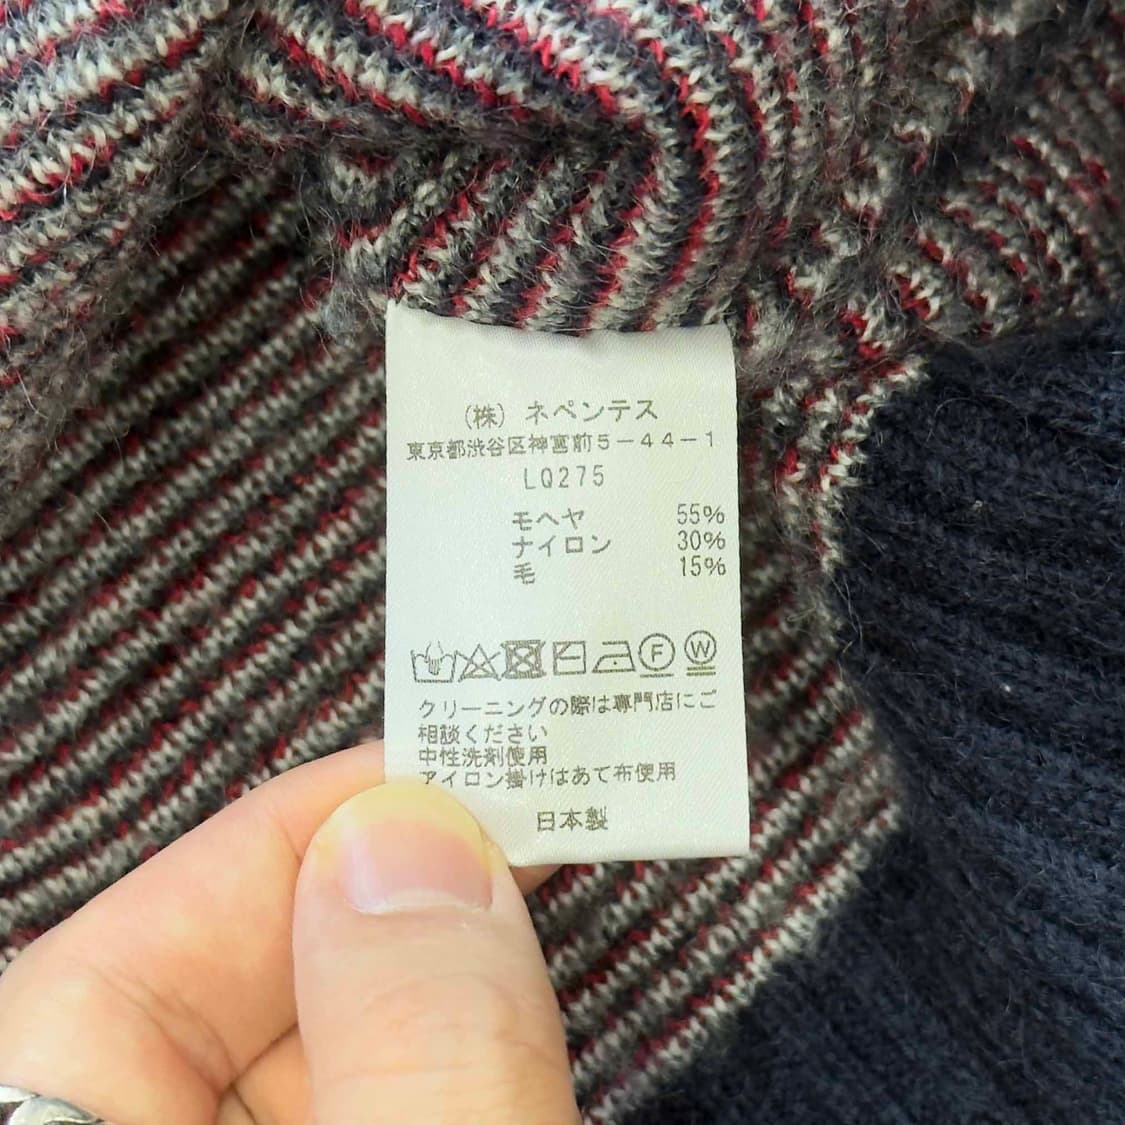 (株) ネペンテス
東京都渋谷区神宮前5-44-1
LQ275
モヘヤ 55%
ナイロン 30%
毛 15%
F W
クリーニングの際は専門店にご
相談ください
中性洗剤使用
アイロン掛けはあて布使用
日本製